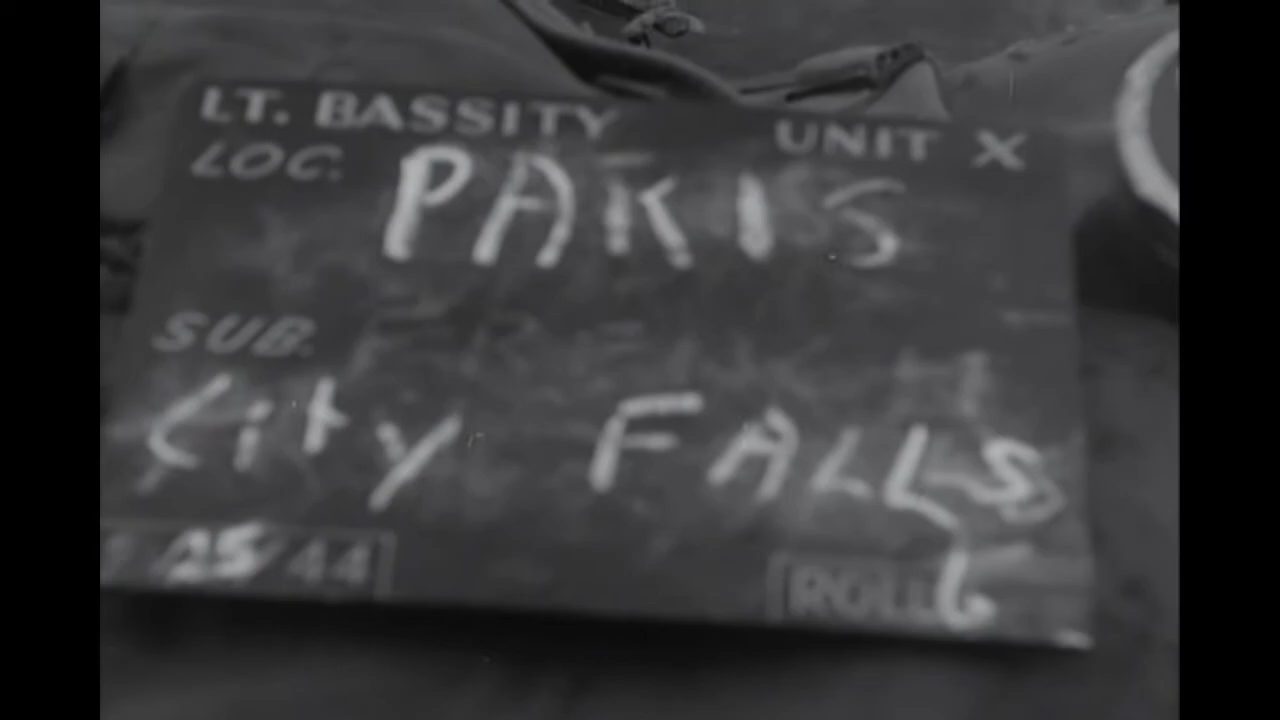 LT. BASSITY UNIT X
LOC. PARIS
SUB.
City FALLS
25/44 ROLL 6